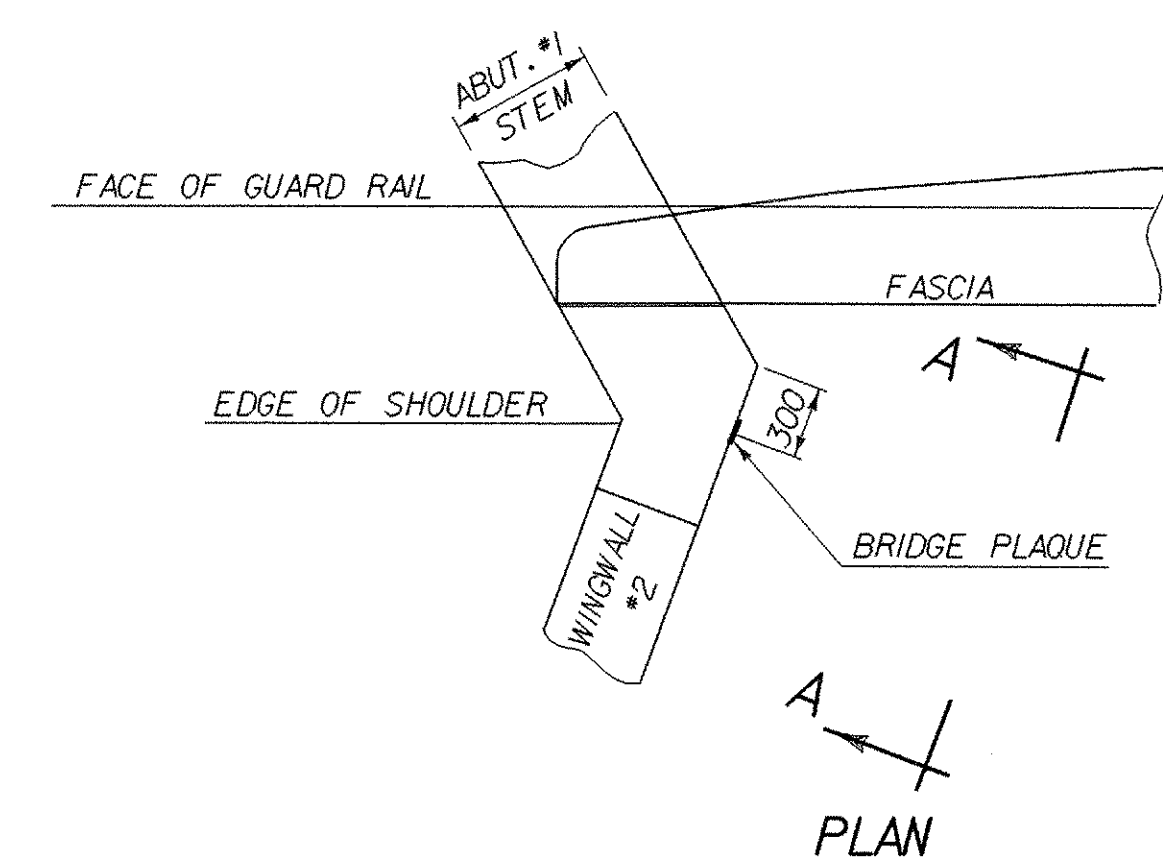 ABUT. #1
STEM
FACE OF GUARD RAIL
FASCIA
A
EDGE OF SHOULDER
300
BRIDGE PLAQUE
WINGWALL
#2
A
PLAN